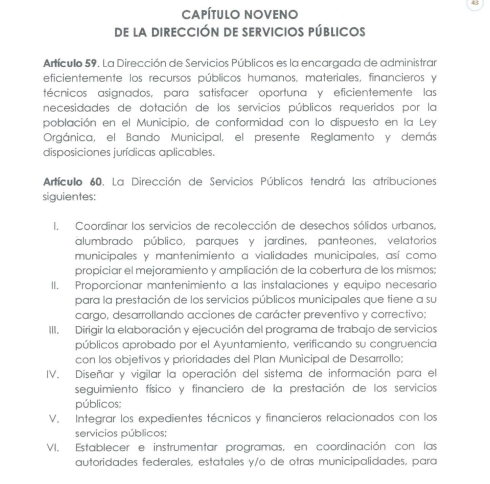 43
CAPÍTULO NOVENO
DE LA DIRECCIÓN DE SERVICIOS PÚBLICOS
Artículo 59. La Dirección de Servicios Públicos es la encargada de administrar
eficientemente los recursos públicos humanos, materiales, financieros y
técnicos asignados, para satisfacer oportuna y eficientemente las
necesidades de dotación de los servicios públicos requeridos por la
población en el Municipio, de conformidad con lo dispuesto en la Ley
Orgánica, el Bando Municipal, el presente Reglamento y demás
disposiciones jurídicas aplicables.
Artículo 60. La Dirección de Servicios Públicos tendrá las atribuciones
siguientes:
I. Coordinar los servicios de recolección de desechos sólidos urbanos,
alumbrado público, parques y jardines, panteones, velatorios
municipales y mantenimiento a vialidades municipales, así como
propiciar el mejoramiento y ampliación de la cobertura de los mismos;
II. Proporcionar mantenimiento a las instalaciones y equipo necesario
para la prestación de los servicios públicos municipales que tiene a su
cargo, desarrollando acciones de carácter preventivo y correctivo;
III. Dirigir la elaboración y ejecución del programa de trabajo de servicios
públicos aprobado por el Ayuntamiento, verificando su congruencia
con los objetivos y prioridades del Plan Municipal de Desarrollo;
IV. Diseñar y vigilar la operación del sistema de información para el
seguimiento físico y financiero de la prestación de los servicios
públicos;
V. Integrar los expedientes técnicos y financieros relacionados con los
servicios públicos;
VI. Establecer e instrumentar programas, en coordinación con las
autoridades federales, estatales y/o de otras municipalidades, para